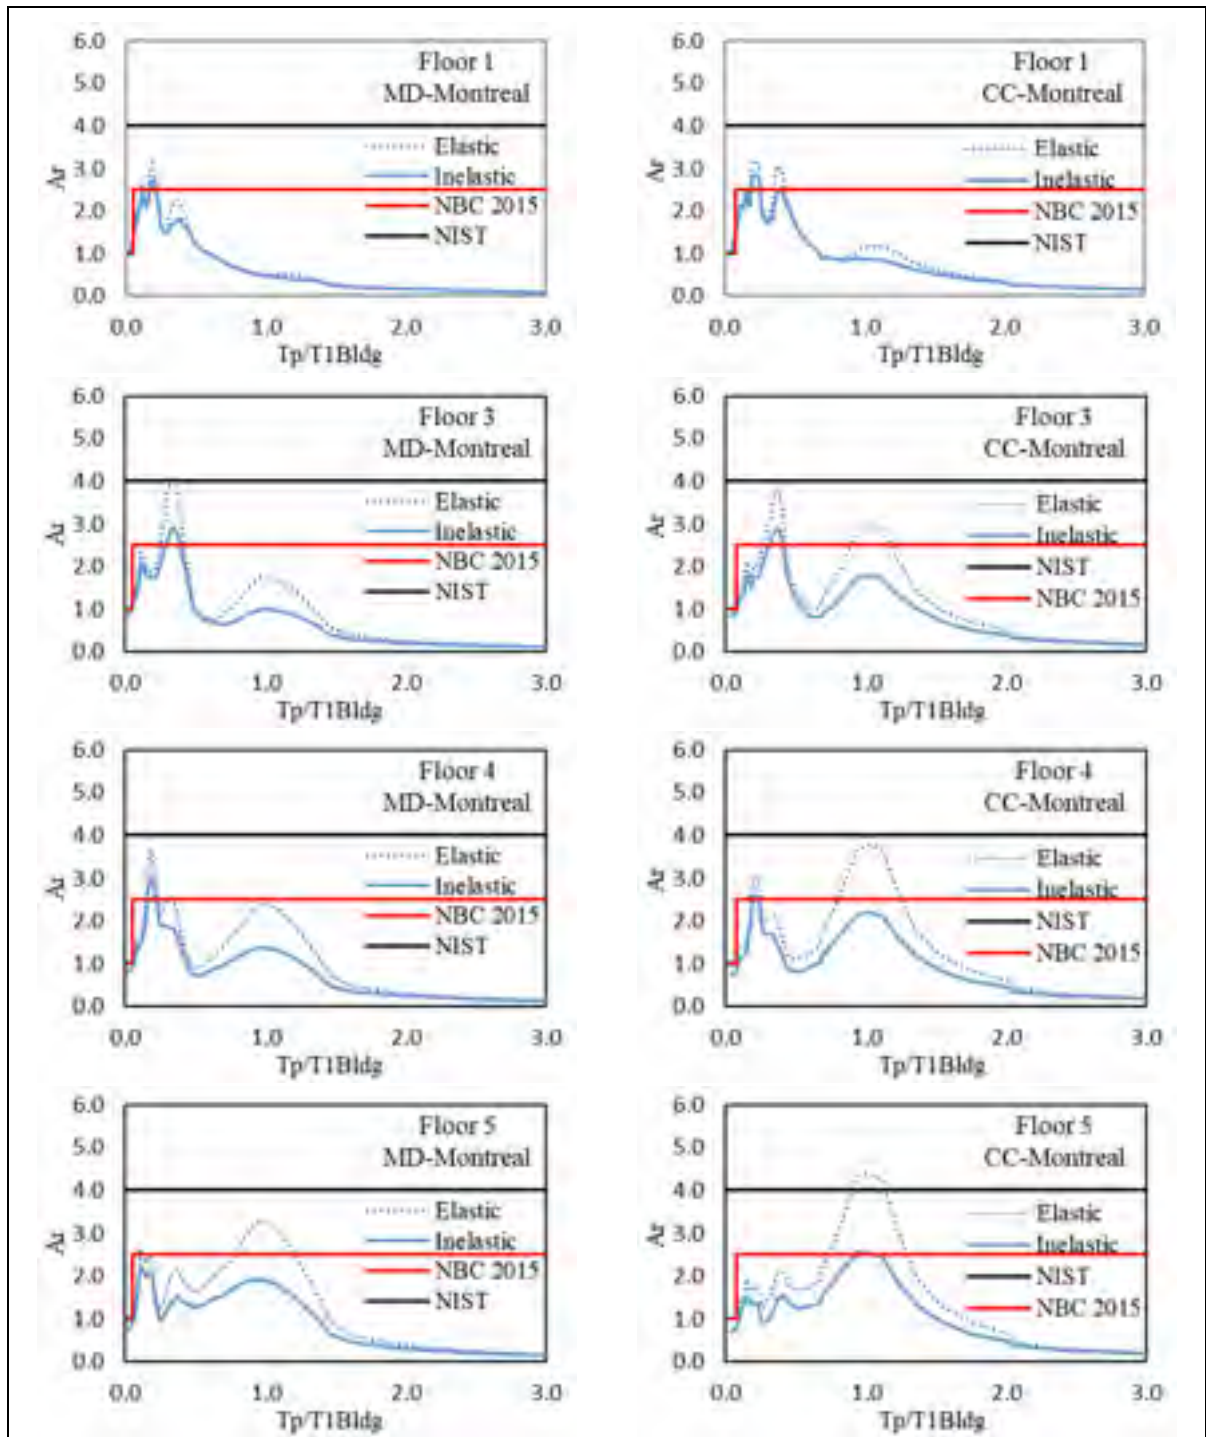 6.0
5.0
4.0
3.0
2.0
1.0
0.0
Ar
Floor 1
MD-Montreal
Elastic
Inelastic
NBC 2015
NIST
0.0 1.0 2.0 3.0
Tp/T1Bldg
6.0
5.0
4.0
3.0
2.0
1.0
0.0
Ar
Floor 1
CC-Montreal
Elastic
Inelastic
NBC 2015
NIST
0.0 1.0 2.0 3.0
Tp/T1Bldg
6.0
5.0
4.0
3.0
2.0
1.0
0.0
Ar
Floor 3
MD-Montreal
Elastic
Inelastic
NBC 2015
NIST
0.0 1.0 2.0 3.0
Tp/T1Bldg
6.0
5.0
4.0
3.0
2.0
1.0
0.0
Ar
Floor 3
CC-Montreal
Elastic
Inelastic
NIST
NBC 2015
0.0 1.0 2.0 3.0
Tp/T1Bldg
6.0
5.0
4.0
3.0
2.0
1.0
0.0
Ar
Floor 4
MD-Montreal
Elastic
Inelastic
NBC 2015
NIST
0.0 1.0 2.0 3.0
Tp/T1Bldg
6.0
5.0
4.0
3.0
2.0
1.0
0.0
Ar
Floor 4
CC-Montreal
Elastic
Inelastic
NIST
NBC 2015
0.0 1.0 2.0 3.0
Tp/T1Bldg
6.0
5.0
4.0
3.0
2.0
1.0
0.0
Ar
Floor 5
MD-Montreal
Elastic
Inelastic
NBC 2015
NIST
0.0 1.0 2.0 3.0
Tp/T1Bldg
6.0
5.0
4.0
3.0
2.0
1.0
0.0
Ar
Floor 5
CC-Montreal
Elastic
Inelastic
NIST
NBC 2015
0.0 1.0 2.0 3.0
Tp/T1Bldg